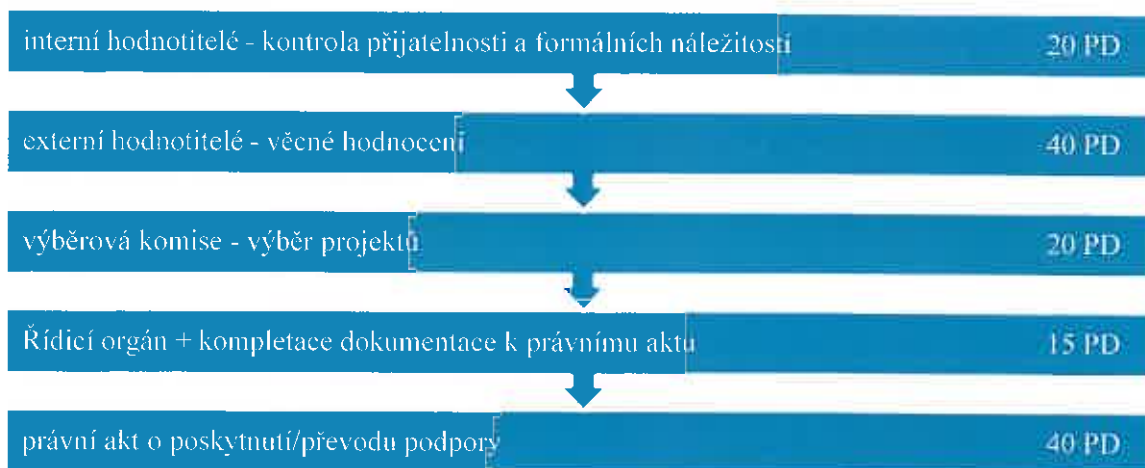 interní hodnotitelé - kontrola přijatelnosti a formálních náležitostí 20 PD
externí hodnotitelé - věcné hodnocení 40 PD
výběrová komise - výběr projektů 20 PD
Řídicí orgán + kompletace dokumentace k právnímu aktu 15 PD
právní akt o poskytnutí/převodu podpory 40 PD